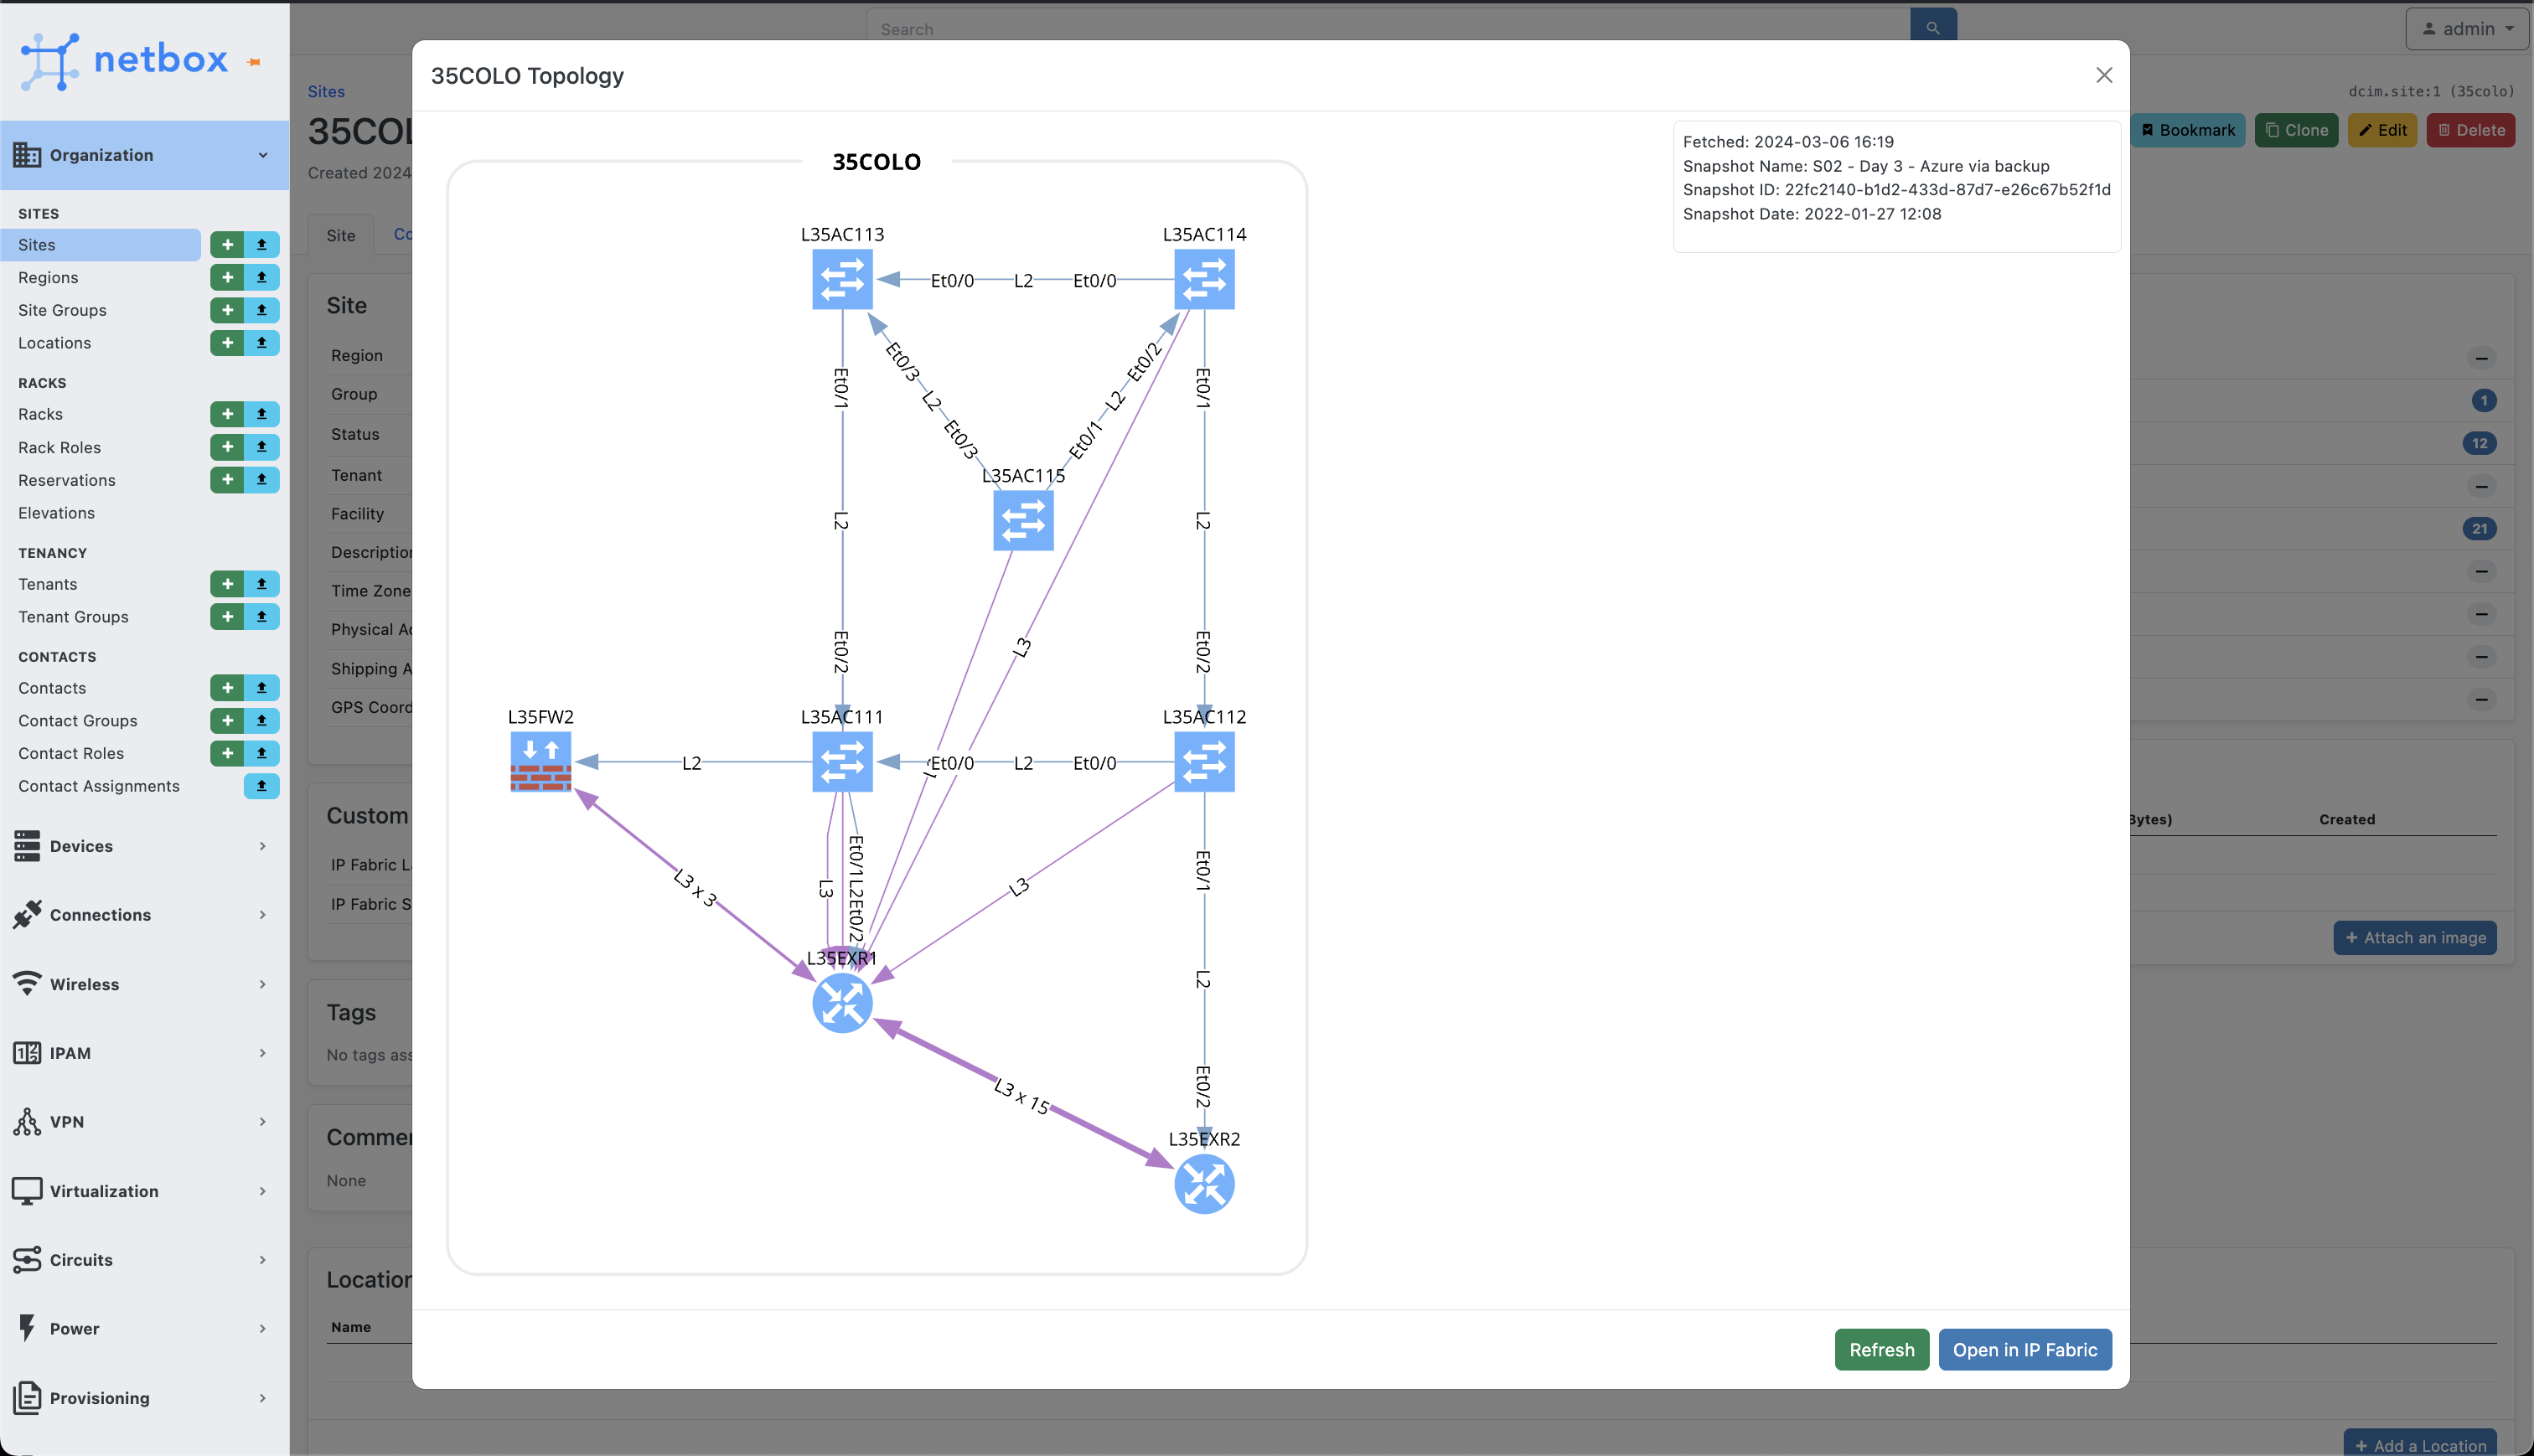 netbox
Organization
SITES
Sites
Regions
Site Groups
Locations
RACKS
Racks
Rack Roles
Reservations
Elevations
TENANCY
Tenants
Tenant Groups
CONTACTS
Contacts
Contact Groups
Contact Roles
Contact Assignments
Devices
Connections
Wireless
IPAM
VPN
Virtualization
Circuits
Power
Provisioning
Search
admin
Sites
dcim.site:1 (35colo)
35COL
Bookmark
Clone
Edit
Delete
Created 2024
Site
Co
Site
Region
Group
Status
Tenant
Facility
Description
Time Zone
Physical Ad
Shipping A
GPS Coord
—
1
12
—
21
—
—
—
—
Custom
IP Fabric L
IP Fabric S
Bytes)
Created
Attach an image
Tags
No tags ass
Commen
None
Location
Name
Add a Location
35COLO Topology
Fetched: 2024-03-06 16:19
Snapshot Name: S02 - Day 3 - Azure via backup
Snapshot ID: 22fc2140-b1d2-433d-87d7-e26c67b52f1d
Snapshot Date: 2022-01-27 12:08
35COLO
L35AC113
L35AC114
Et0/0
L2
Et0/0
Et0/3
L2
Et0/3
Et0/2
L2
Et0/1
Et0/1
L2
Et0/2
Et0/1
L2
Et0/2
L35AC115
L3
L35FW2
L35AC111
L35AC112
L2
Et0/0
L2
Et0/0
L3 x 3
L3
Et0/1
L2
Et0/2
L3
Et0/1
L2
Et0/2
L35EXR1
L3 x 15
L35EXR2
Refresh
Open in IP Fabric